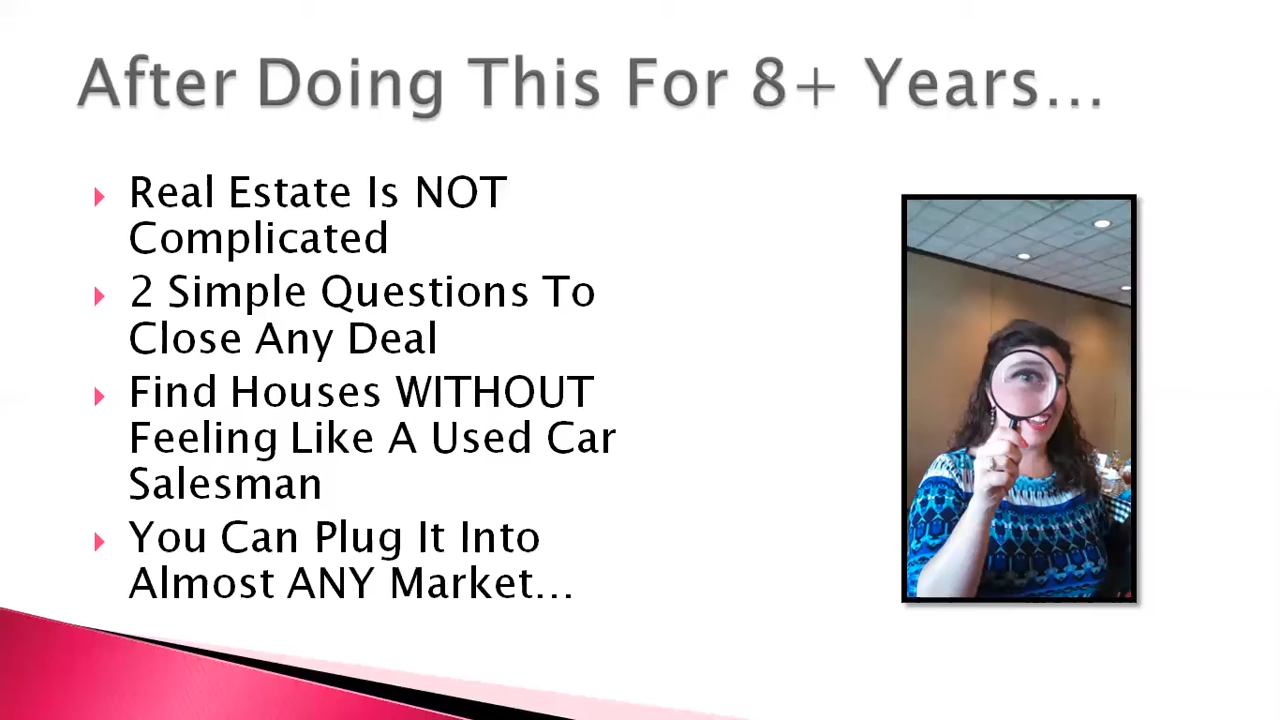 After Doing This For 8+ Years...
Real Estate Is NOT
Complicated
2 Simple Questions To
Close Any Deal
Find Houses WITHOUT
Feeling Like A Used Car
Salesman
You Can Plug It Into
Almost ANY Market...